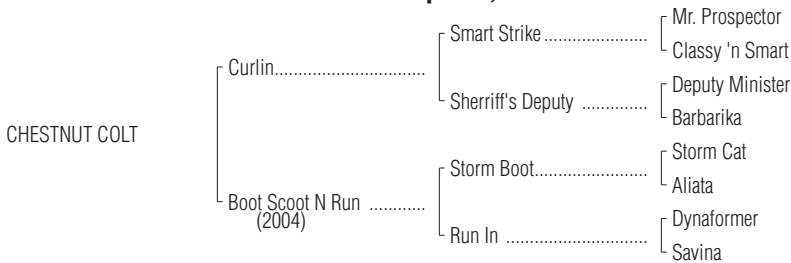 Mr. Prospector
Smart Strike.......................
Classy 'n Smart
Curlin.................................
Deputy Minister
Sherriff's Deputy ..............
Barbarika
CHESTNUT COLT
Storm Cat
Storm Boot.........................
Aliata
Boot Scoot N Run ............
(2004)
Dynaformer
Run In ...............................
Savina